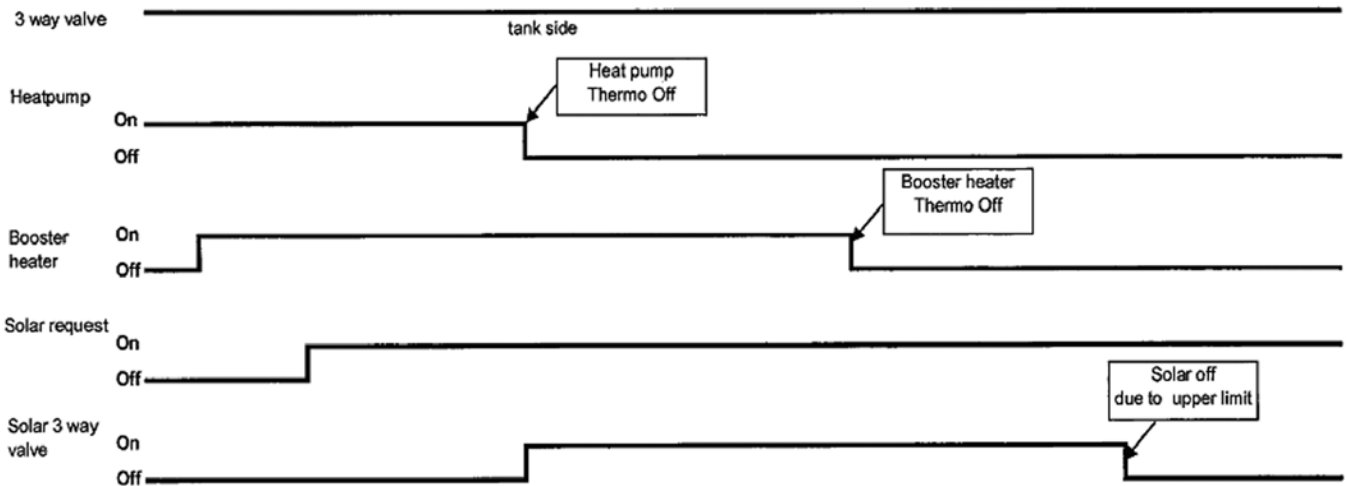 3 way valve
tank side
Heat pump
Thermo Off
Heatpump
On
Off
Booster heater
Thermo Off
Booster
heater
On
Off
Solar request
On
Off
Solar off
due to upper limit
Solar 3 way
valve
On
Off